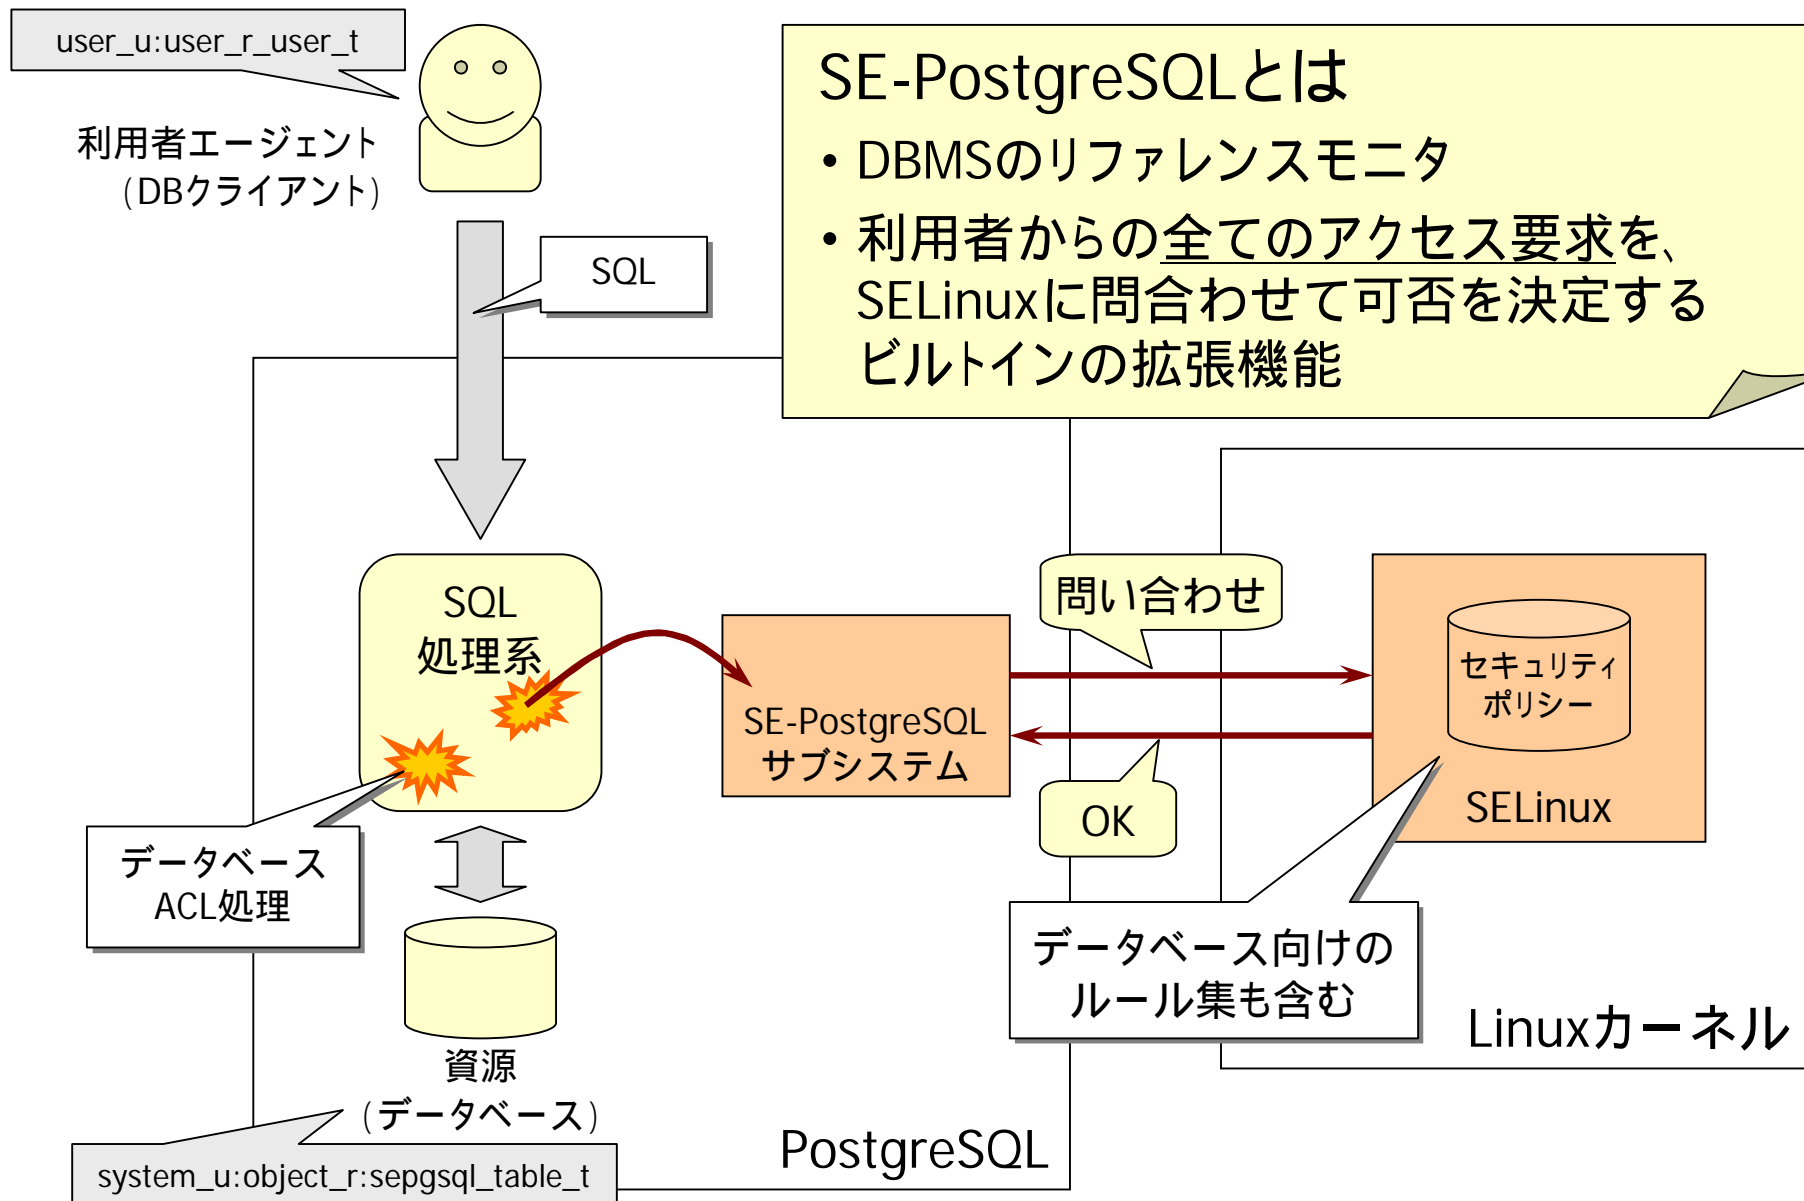 user_u:user_r_user_t
利用者エージェント
(DBクライアント)
SQL
SE-PostgreSQLとは
• DBMSのリファレンスモニタ
• 利用者からの全てのアクセス要求を、
SELinuxに問合わせて可否を決定する
ビルトインの拡張機能
SQL
処理系
問い合わせ
SE-PostgreSQL
サブシステム
セキュリティ
ポリシー
SELinux
OK
データベース
ACL処理
データベース向けの
ルール集も含む
Linuxカーネル
資源
(データベース)
PostgreSQL
system_u:object_r:sepgsql_table_t